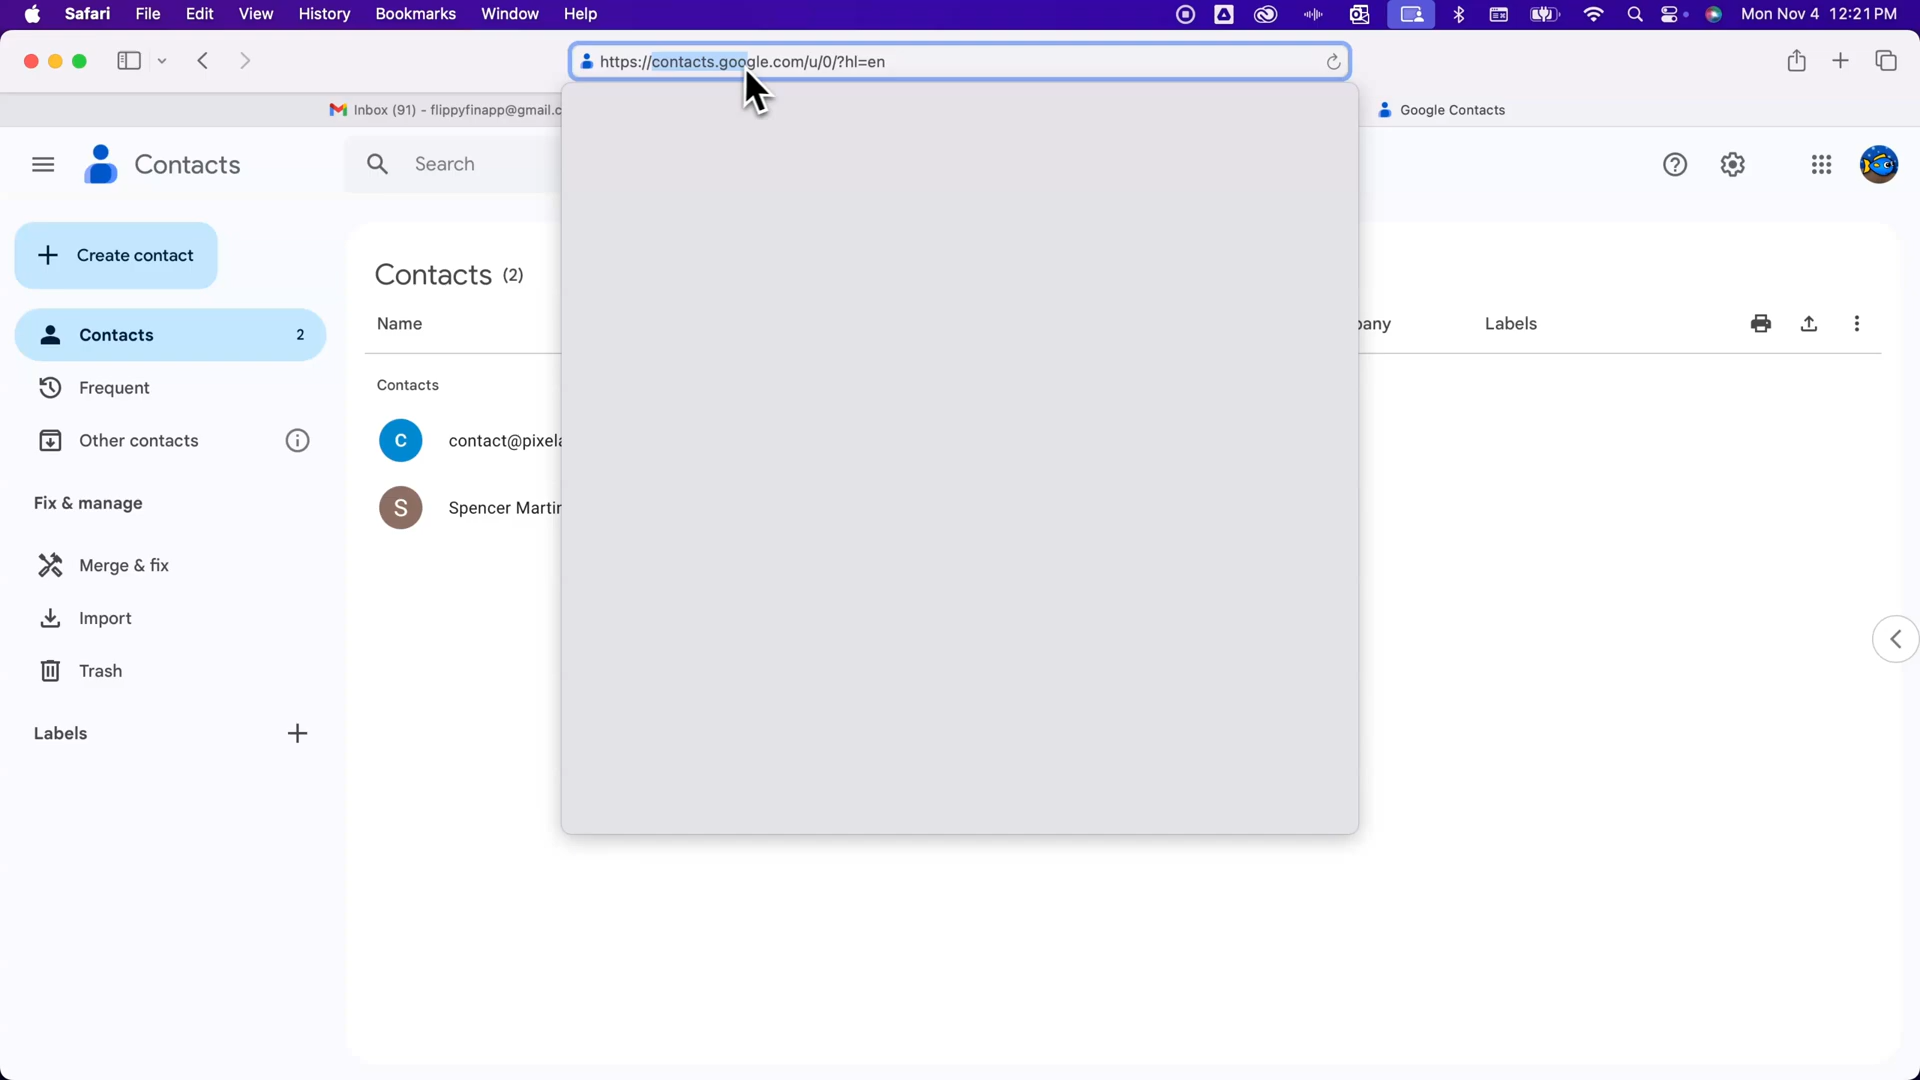 Safari File Edit View History Bookmarks Window Help Mon Nov 4 12:21 PM
https://contacts.google.com/u/0/?hl=en
Inbox (91) - flippyfinapp@gmail.c Google Contacts
Contacts Search
Create contact
Contacts (2)
Name pany Labels
Contacts 2
Frequent
Contacts
Other contacts
C contact@pixela
Fix & manage
S Spencer Martin
Merge & fix
Import
Trash
Labels